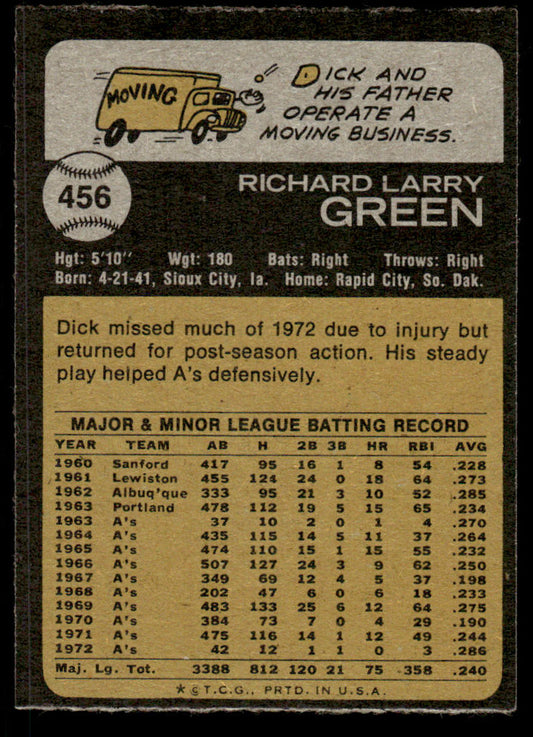 MOVING
DICK AND
HIS FATHER
OPERATE A
MOVING BUSINESS.
456
RICHARD LARRY
GREEN
Hgt: 5'10" Wgt: 180 Bats: Right Throws: Right
Born: 4-21-41, Sioux City, Ia. Home: Rapid City, So. Dak.
Dick missed much of 1972 due to injury but
returned for post-season action. His steady
play helped A's defensively.
MAJOR & MINOR LEAGUE BATTING RECORD
YEAR TEAM AB H 2B 3B HR RBI AVG
1960 Sanford 417 95 16 1 8 54 .228
1961 Lewiston 455 124 24 0 18 64 .273
1962 Albuq'que 333 95 21 3 10 52 .285
1963 Portland 478 112 19 5 15 65 .234
1963 A's 37 10 2 0 1 4 .270
1964 A's 435 115 14 5 11 37 .264
1965 A's 474 110 15 1 15 55 .232
1966 A's 507 127 24 3 9 62 .250
1967 A's 349 69 12 4 5 37 .198
1968 A's 202 47 6 0 6 18 .233
1969 A's 483 133 25 6 12 64 .275
1970 A's 384 73 7 0 4 29 .190
1971 A's 475 116 14 1 12 49 .244
1972 A's 42 12 1 1 0 3 .286
Maj. Lg. Tot. 3388 812 120 21 75 358 .240
★ © T.C.G., PRTD. IN U.S.A.